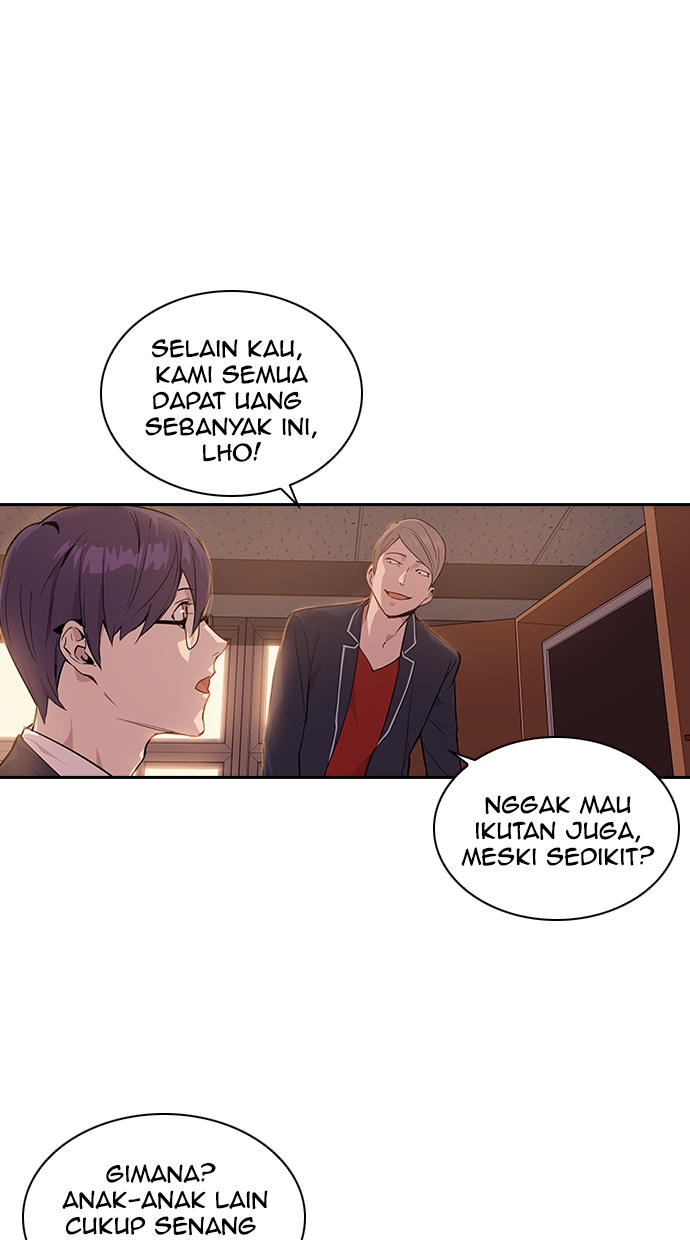 SELAIN KAU,
KAMI SEMUA
DAPAT UANG
SEBANYAK INI,
LHO!
NGGAK MAU
IKUTAN JUGA,
MESKI SEDIKIT?
GIMANA?
ANAK-ANAK LAIN
CUKUP SENANG